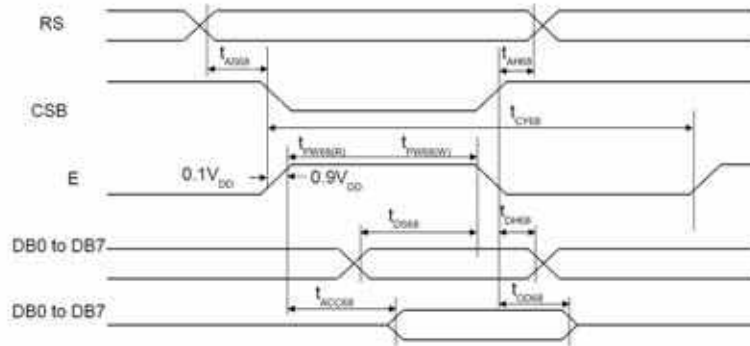 RS
tAS68
tAH68
CSB
tCY68
tPW68(R)
tPW68(W)
E
0.1VDD
0.9VDD
tDS68
tDH68
DB0 to DB7
tACC68
tOD68
DB0 to DB7